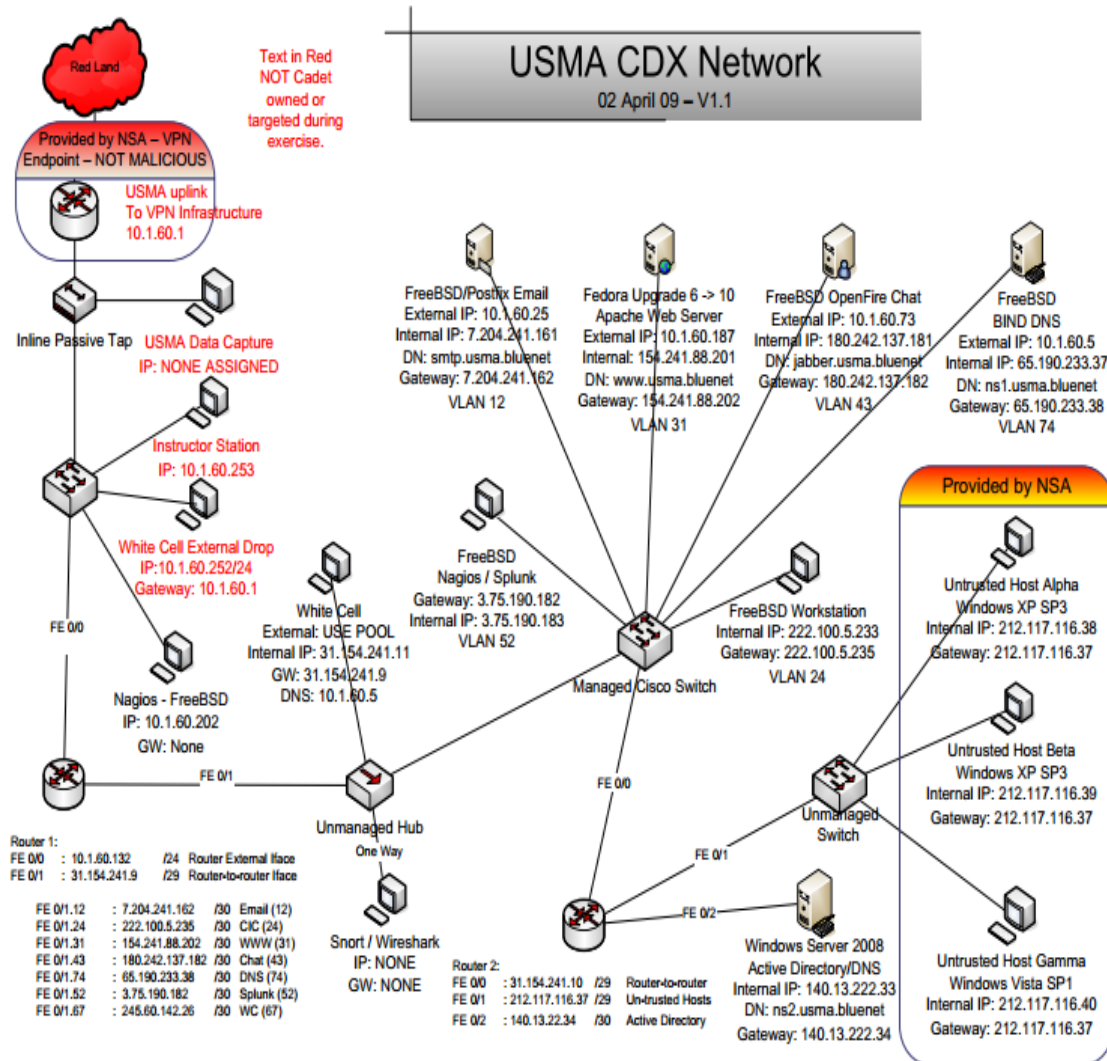 USMA CDX Network
02 April 09 – V1.1
Red Land
Text in Red
NOT Cadet
owned or
targeted during
exercise.
Provided by NSA – VPN
Endpoint – NOT MALICIOUS
USMA uplink
To VPN Infrastructure
10.1.60.1
Inline Passive Tap
USMA Data Capture
IP: NONE ASSIGNED
Instructor Station
IP: 10.1.60.253
White Cell External Drop
IP:10.1.60.252/24
Gateway: 10.1.60.1
FE 0/0
Nagios - FreeBSD
IP: 10.1.60.202
GW: None
FreeBSD/Postfix Email
External IP: 10.1.60.25
Internal IP: 7.204.241.161
DN: smtp.usma.bluenet
Gateway: 7.204.241.162
VLAN 12
Fedora Upgrade 6 -> 10
Apache Web Server
External IP: 10.1.60.187
Internal: 154.241.88.201
DN: www.usma.bluenet
Gateway: 154.241.88.202
VLAN 31
FreeBSD OpenFire Chat
External IP: 10.1.60.73
Internal IP: 180.242.137.181
DN: jabber.usma.bluenet
Gateway: 180.242.137.182
VLAN 43
FreeBSD
BIND DNS
External IP: 10.1.60.5
Internal IP: 65.190.233.37
DN: ns1.usma.bluenet
Gateway: 65.190.233.38
VLAN 74
FreeBSD
Nagios / Splunk
Gateway: 3.75.190.182
Internal IP: 3.75.190.183
VLAN 52
White Cell
External: USE POOL
Internal IP: 31.154.241.11
GW: 31.154.241.9
DNS: 10.1.60.5
FreeBSD Workstation
Internal IP: 222.100.5.233
Gateway: 222.100.5.235
VLAN 24
Managed Cisco Switch
FE 0/1
Unmanaged Hub
One Way
Snort / Wireshark
IP: NONE
GW: NONE
FE 0/0
FE 0/1
FE 0/2
Unmanaged
Switch
Provided by NSA
Untrusted Host Alpha
Windows XP SP3
Internal IP: 212.117.116.38
Gateway: 212.117.116.37
Untrusted Host Beta
Windows XP SP3
Internal IP: 212.117.116.39
Gateway: 212.117.116.37
Untrusted Host Gamma
Windows Vista SP1
Internal IP: 212.117.116.40
Gateway: 212.117.116.37
Windows Server 2008
Active Directory/DNS
Internal IP: 140.13.222.33
DN: ns2.usma.bluenet
Gateway: 140.13.222.34
Router 1:
FE 0/0 : 10.1.60.132 /24 Router External Iface
FE 0/1 : 31.154.241.9 /29 Router-to-router Iface
FE 0/1.12 : 7.204.241.162 /30 Email (12)
FE 0/1.24 : 222.100.5.235 /30 CIC (24)
FE 0/1.31 : 154.241.88.202 /30 WWW (31)
FE 0/1.43 : 180.242.137.182 /30 Chat (43)
FE 0/1.74 : 65.190.233.38 /30 DNS (74)
FE 0/1.52 : 3.75.190.182 /30 Splunk (52)
FE 0/1.67 : 245.60.142.26 /30 WC (67)
Router 2:
FE 0/0 : 31.154.241.10 /29 Router-to-router
FE 0/1 : 212.117.116.37 /29 Un-trusted Hosts
FE 0/2 : 140.13.22.34 /30 Active Directory